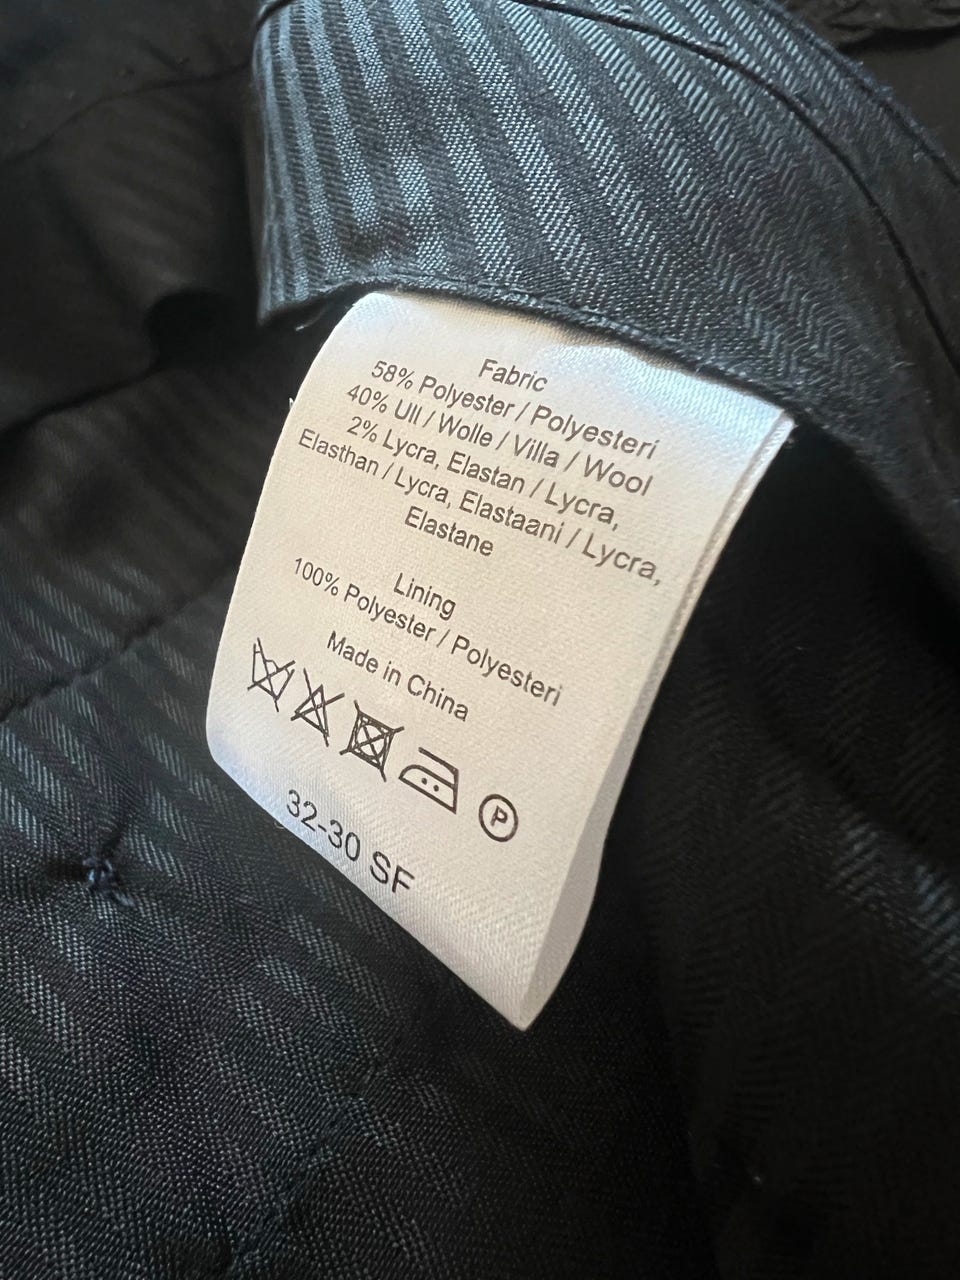 Fabric
58% Polyester / Polyesteri
40% Ull / Wolle / Villa / Wool
2% Lycra, Elastan / Lycra,
Elasthan / Lycra, Elastaani / Lycra,
Elastane
Lining
100% Polyester / Polyesteri
Made in China
P
32-30 SF